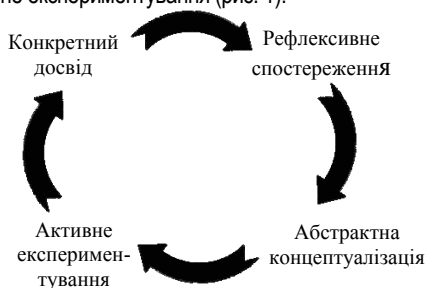 експериментування (рис. 1).
Конкретний
досвід
Рефлексивне
спостереження
Активне
експеримен-
тування
Абстрактна
концептуалізація